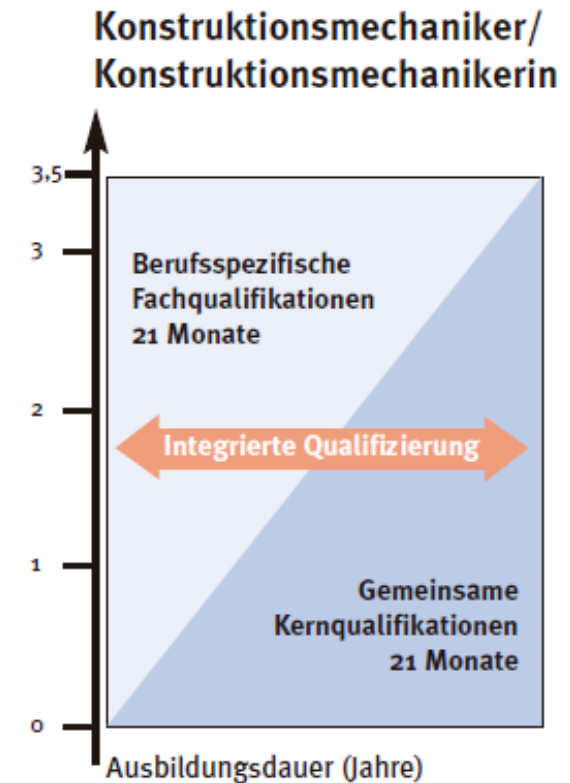 Konstruktionsmechaniker/
Konstruktionsmechanikerin
3,5
3
Berufsspezifische
Fachqualifikationen
21 Monate
2
Integrierte Qualifizierung
1
Gemeinsame
Kernqualifikationen
21 Monate
0
Ausbildungsdauer (Jahre)